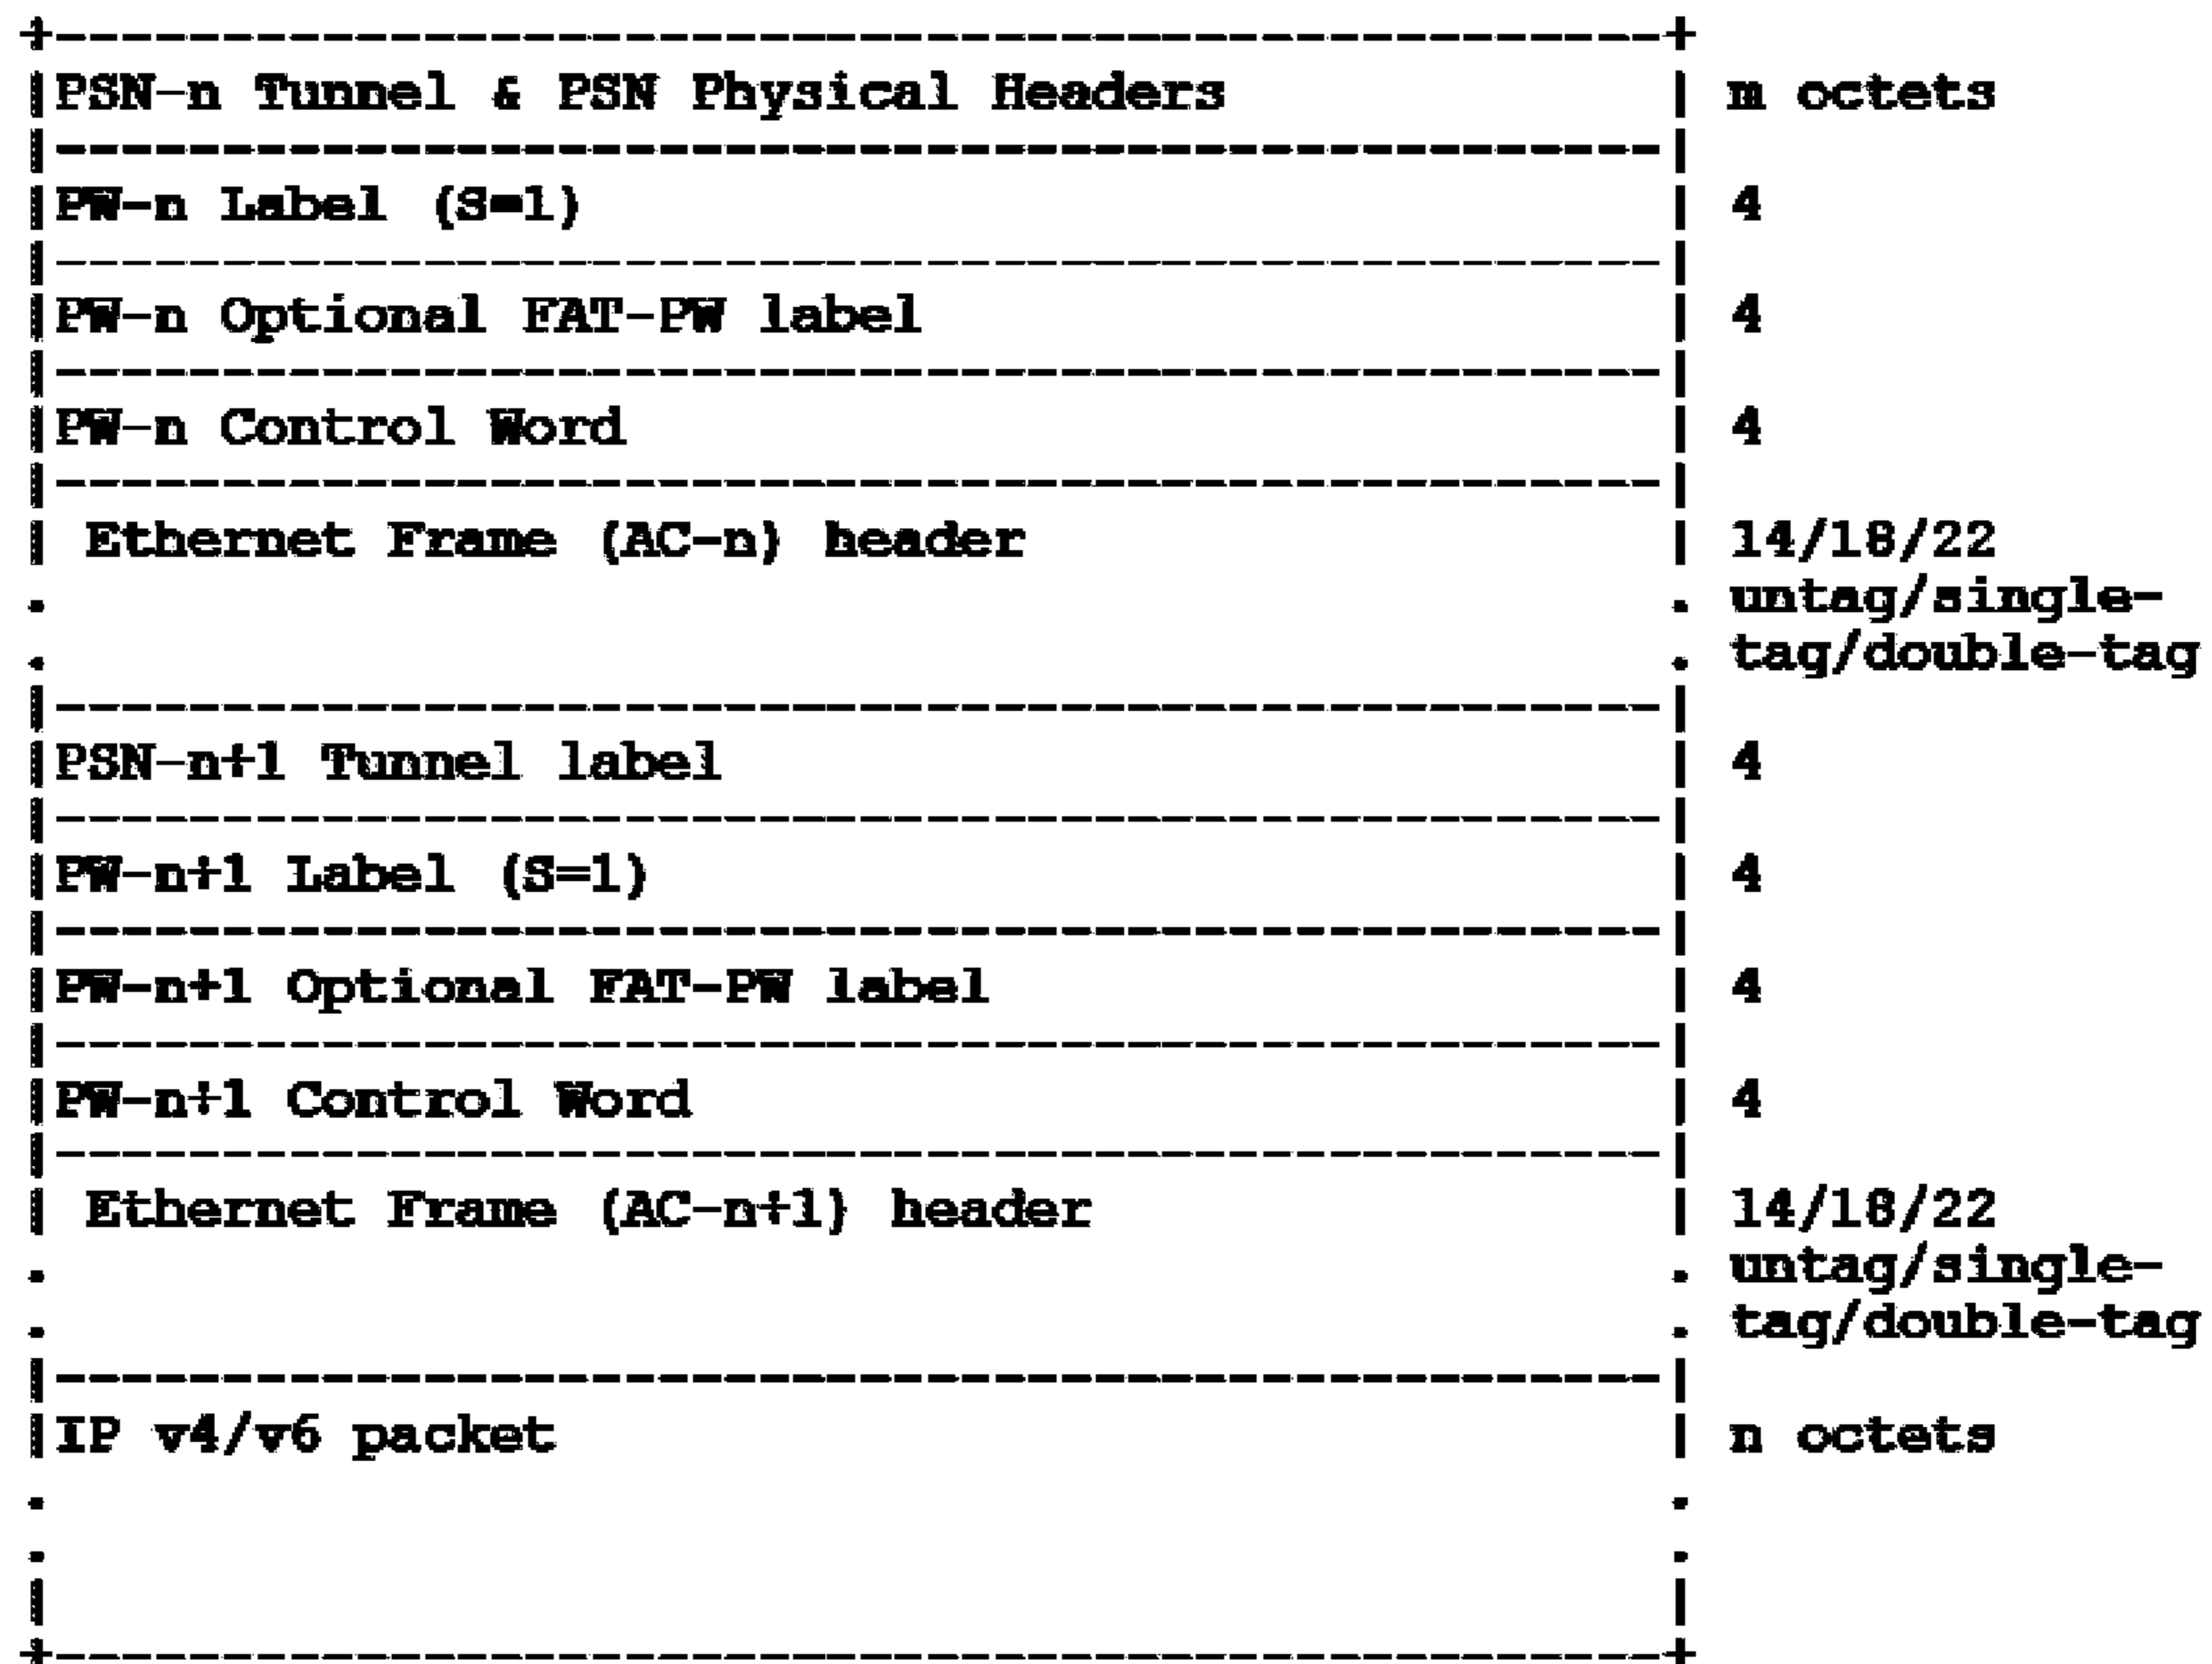 +-------------------------------------------------+
|PSN-n Tunnel & PSN Physical Headers              | m octets
|-------------------------------------------------|
|PW-n Label (S=1)                                 | 4
|-------------------------------------------------|
|PW-n Optional FAT-PW label                       | 4
|-------------------------------------------------|
|PW-n Control Word                                | 4
|-------------------------------------------------|
| Ethernet Frame (AC-n) header                    | 14/18/22
.                                                 . untag/single-
.                                                 . tag/double-tag
|-------------------------------------------------|
|PSN-n+1 Tunnel label                             | 4
|-------------------------------------------------|
|PW-n+1 Label (S=1)                               | 4
|-------------------------------------------------|
|PW-n+1 Optional FAT-PW label                     | 4
|-------------------------------------------------|
|PW-n+1 Control Word                              | 4
|-------------------------------------------------|
| Ethernet Frame (AC-n+1) header                  | 14/18/22
.                                                 . untag/single-
.                                                 . tag/double-tag
|-------------------------------------------------|
|IP v4/v6 packet                                  | n octets
.                                                 .
.                                                 .
|                                                 |
+-------------------------------------------------+